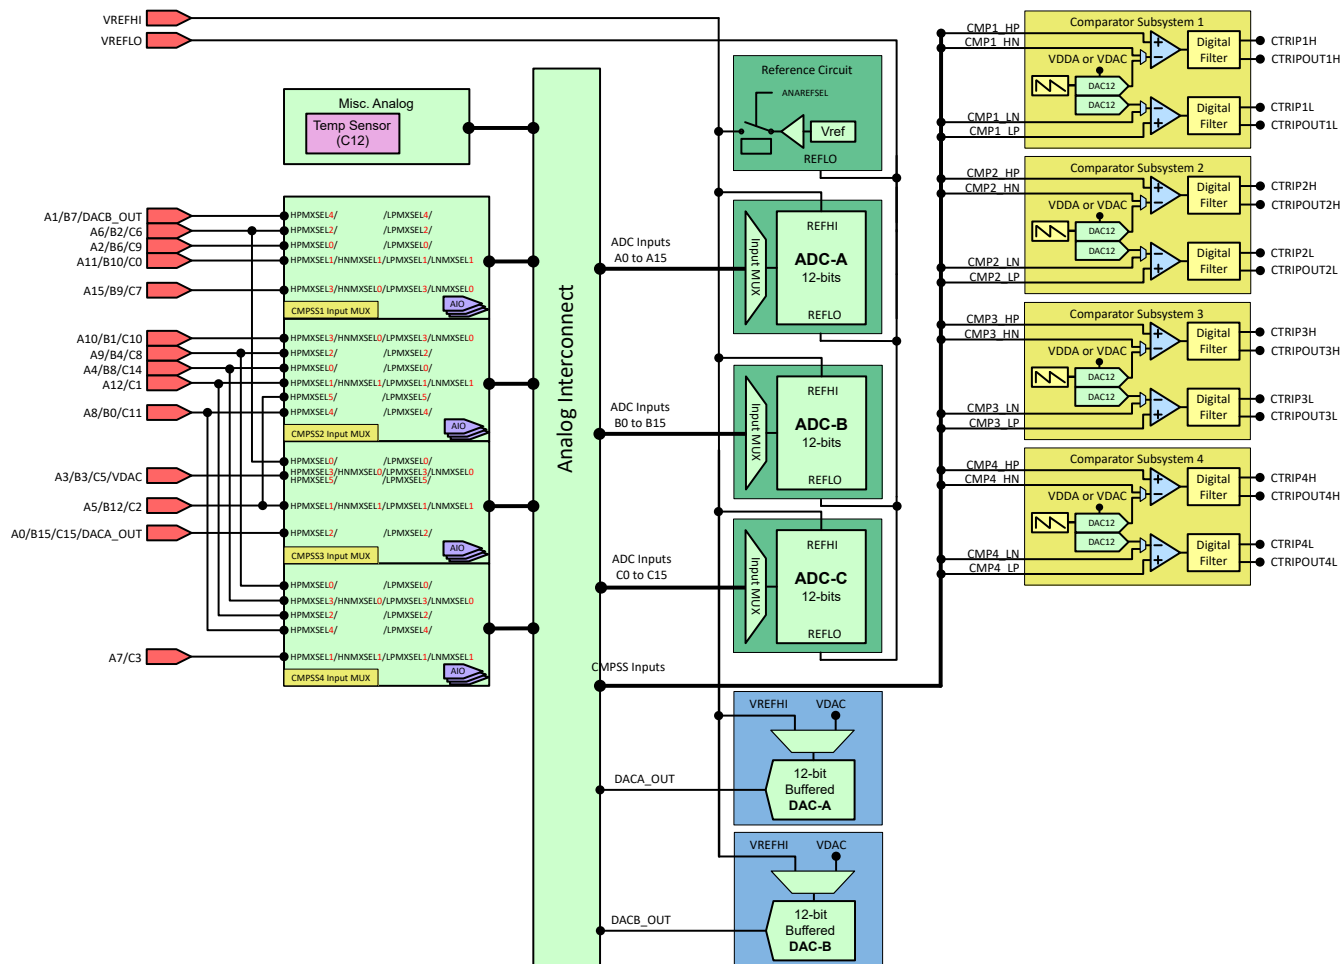 VREFHI
VREFLO
Misc. Analog
Temp Sensor
(C12)
A1/B7/DACB_OUT
A6/B2/C6
A2/B6/C9
A11/B10/C0
A15/B9/C7
A10/B1/C10
A9/B4/C8
A4/B8/C14
A12/C1
A8/B0/C11
A3/B3/C5/VDAC
A5/B12/C2
A0/B15/C15/DACA_OUT
A7/C3
HPMXSEL4/ /LPMXSEL4/
HPMXSEL2/ /LPMXSEL2/
HPMXSEL0/ /LPMXSEL0/
HPMXSEL1/HNMXSEL1/LPMXSEL1/LNMXSEL1
HPMXSEL3/HNMXSEL0/LPMXSEL3/LNMXSEL0
CMPSS1 Input MUX
AIO
HPMXSEL3/HNMXSEL0/LPMXSEL3/LNMXSEL0
HPMXSEL2/ /LPMXSEL2/
HPMXSEL0/ /LPMXSEL0/
HPMXSEL1/HNMXSEL1/LPMXSEL1/LNMXSEL1
HPMXSEL5/ /LPMXSEL5/
HPMXSEL4/ /LPMXSEL4/
CMPSS2 Input MUX
AIO
HPMXSEL0/ /LPMXSEL0/
HPMXSEL3/HNMXSEL0/LPMXSEL3/LNMXSEL0
HPMXSEL5/ /LPMXSEL5/
HPMXSEL1/HNMXSEL1/LPMXSEL1/LNMXSEL1
HPMXSEL2/ /LPMXSEL2/
CMPSS3 Input MUX
AIO
HPMXSEL0/ /LPMXSEL0/
HPMXSEL3/HNMXSEL0/LPMXSEL3/LNMXSEL0
HPMXSEL2/ /LPMXSEL2/
HPMXSEL4/ /LPMXSEL4/
HPMXSEL1/HNMXSEL1/LPMXSEL1/LNMXSEL1
CMPSS4 Input MUX
AIO
Analog Interconnect
ADC Inputs
A0 to A15
ADC Inputs
B0 to B15
ADC Inputs
C0 to C15
CMPSS Inputs
DACA_OUT
DACB_OUT
Reference Circuit
ANAREFSEL
Vref
REFLO
Input MUX
REFHI
ADC-A
12-bits
REFLO
Input MUX
REFHI
ADC-B
12-bits
REFLO
Input MUX
REFHI
ADC-C
12-bits
REFLO
VREFHI
VDAC
12-bit
Buffered
DAC-A
VREFHI
VDAC
12-bit
Buffered
DAC-B
CMP1_HP
CMP1_HN
CMP1_LN
CMP1_LP
Comparator Subsystem 1
VDDA or VDAC
DAC12
DAC12
Digital
Filter
Digital
Filter
CTRIP1H
CTRIPOUT1H
CTRIP1L
CTRIPOUT1L
CMP2_HP
CMP2_HN
CMP2_LN
CMP2_LP
Comparator Subsystem 2
VDDA or VDAC
DAC12
DAC12
Digital
Filter
Digital
Filter
CTRIP2H
CTRIPOUT2H
CTRIP2L
CTRIPOUT2L
CMP3_HP
CMP3_HN
CMP3_LN
CMP3_LP
Comparator Subsystem 3
VDDA or VDAC
DAC12
DAC12
Digital
Filter
Digital
Filter
CTRIP3H
CTRIPOUT3H
CTRIP3L
CTRIPOUT3L
CMP4_HP
CMP4_HN
CMP4_LN
CMP4_LP
Comparator Subsystem 4
VDDA or VDAC
DAC12
DAC12
Digital
Filter
Digital
Filter
CTRIP4H
CTRIPOUT4H
CTRIP4L
CTRIPOUT4L